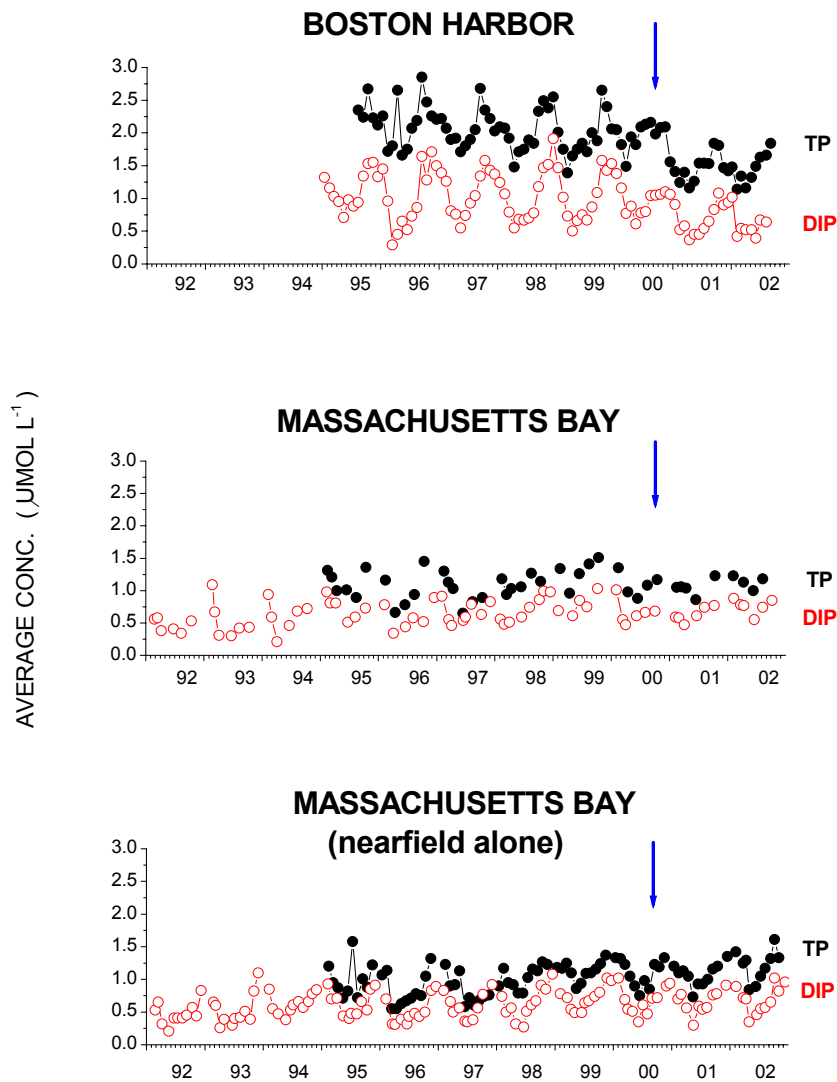 BOSTON HARBOR
3.0
2.5
2.0
1.5
1.0
0.5
0.0
TP
DIP
92 93 94 95 96 97 98 99 00 01 02
AVERAGE CONC. ( µMOL L-1 )
MASSACHUSETTS BAY
3.0
2.5
2.0
1.5
1.0
0.5
0.0
TP
DIP
92 93 94 95 96 97 98 99 00 01 02
MASSACHUSETTS BAY
(nearfield alone)
3.0
2.5
2.0
1.5
1.0
0.5
0.0
TP
DIP
92 93 94 95 96 97 98 99 00 01 02